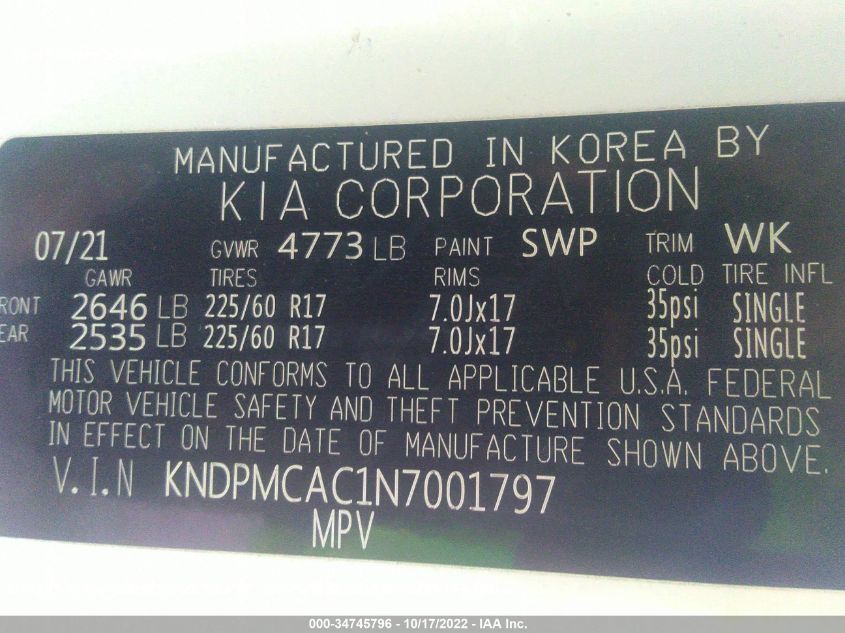 MANUFACTURED IN KOREA BY
KIA CORPORATION
07/21 GVWR 4773 LB PAINT SWP TRIM WK
GAWR TIRES RIMS COLD TIRE INFL
RONT 2646 LB 225/60 R17 7.0Jx17 35psi SINGLE
EAR 2535 LB 225/60 R17 7.0Jx17 35psi SINGLE
THIS VEHICLE CONFORMS TO ALL APPLICABLE U.S.A. FEDERAL
MOTOR VEHICLE SAFETY AND THEFT PREVENTION STANDARDS
IN EFFECT ON THE DATE OF MANUFACTURE SHOWN ABOVE.
V.I.N KNDPMCAC1N7001797
MPV
000-34745796 - 10/17/2022 - IAA Inc.